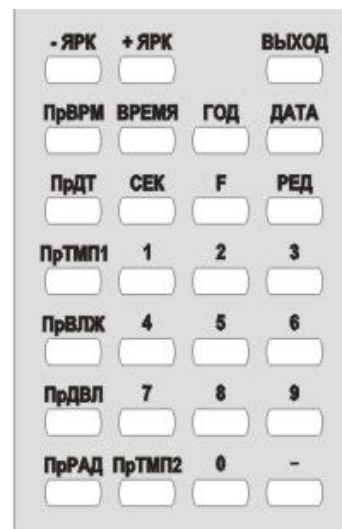 - ЯРК + ЯРК ВЫХОД
ПрВРМ ВРЕМЯ ГОД ДАТА
ПрДТ СЕК F РЕД
ПрТМП1 1 2 3
ПрВЛЖ 4 5 6
ПрДВЛ 7 8 9
ПрРАД ПрТМП2 0 –